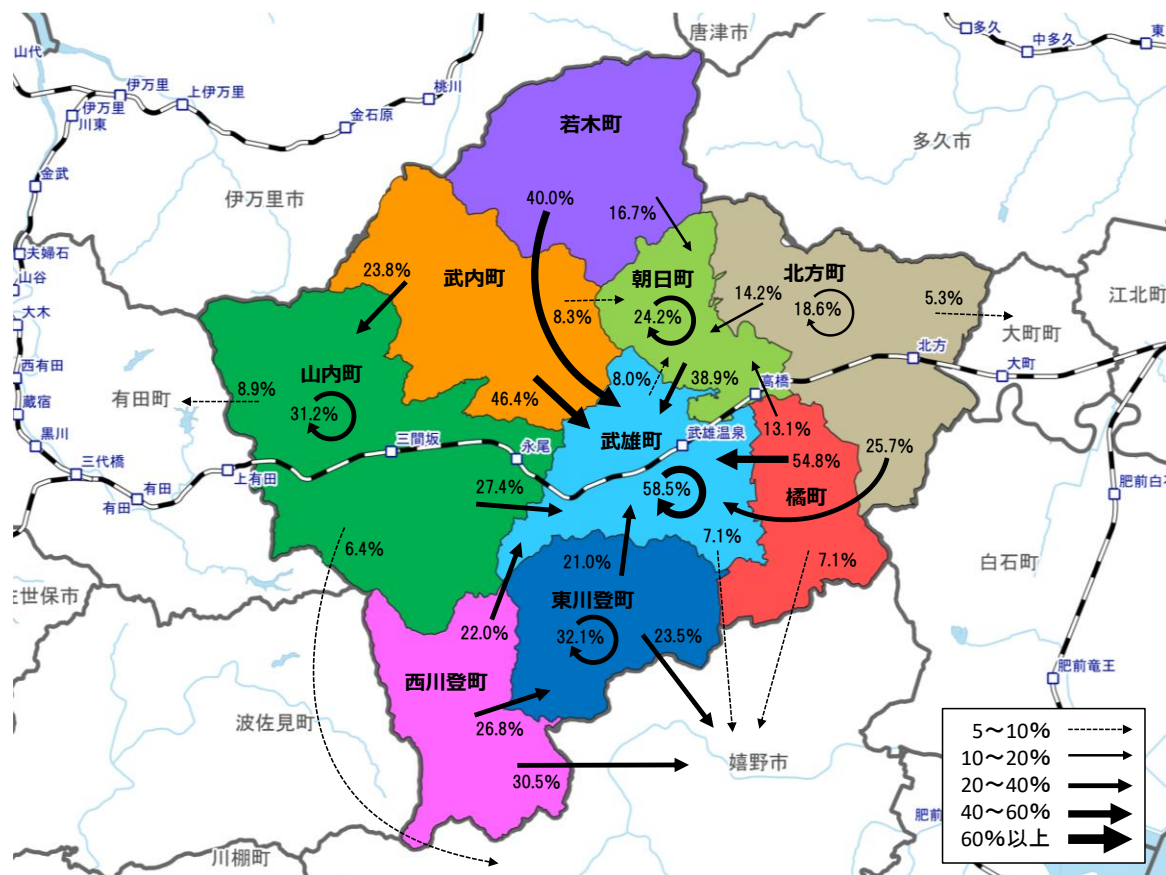 唐津市
多久
中多久
東
山代
伊万里
上伊万里
桃川
伊万里
川東
金石原
若木町
多久市
金武
伊万里市
40.0%
16.7%
夫婦石
山谷
23.8%
武内町
朝日町
北方町
江北町
大木
8.3%
24.2%
14.2%
18.6%
5.3%
大町町
西有田
有田町
8.9%
山内町
31.2%
46.4%
8.0%
38.9%
高橋
北方
大町
蔵宿
黒川
三間坂
永尾
武雄町
武雄温泉
13.1%
三代橋
上有田
有田
有田
27.4%
58.5%
54.8%
25.7%
橘町
肥前白石
6.4%
21.0%
7.1%
7.1%
白石町
佐世保市
東川登町
22.0%
32.1%
23.5%
西川登町
肥前竜王
波佐見町
26.8%
30.5%
嬉野市
5～10%
10～20%
20～40%
40～60%
60%以上
肥前
川棚町